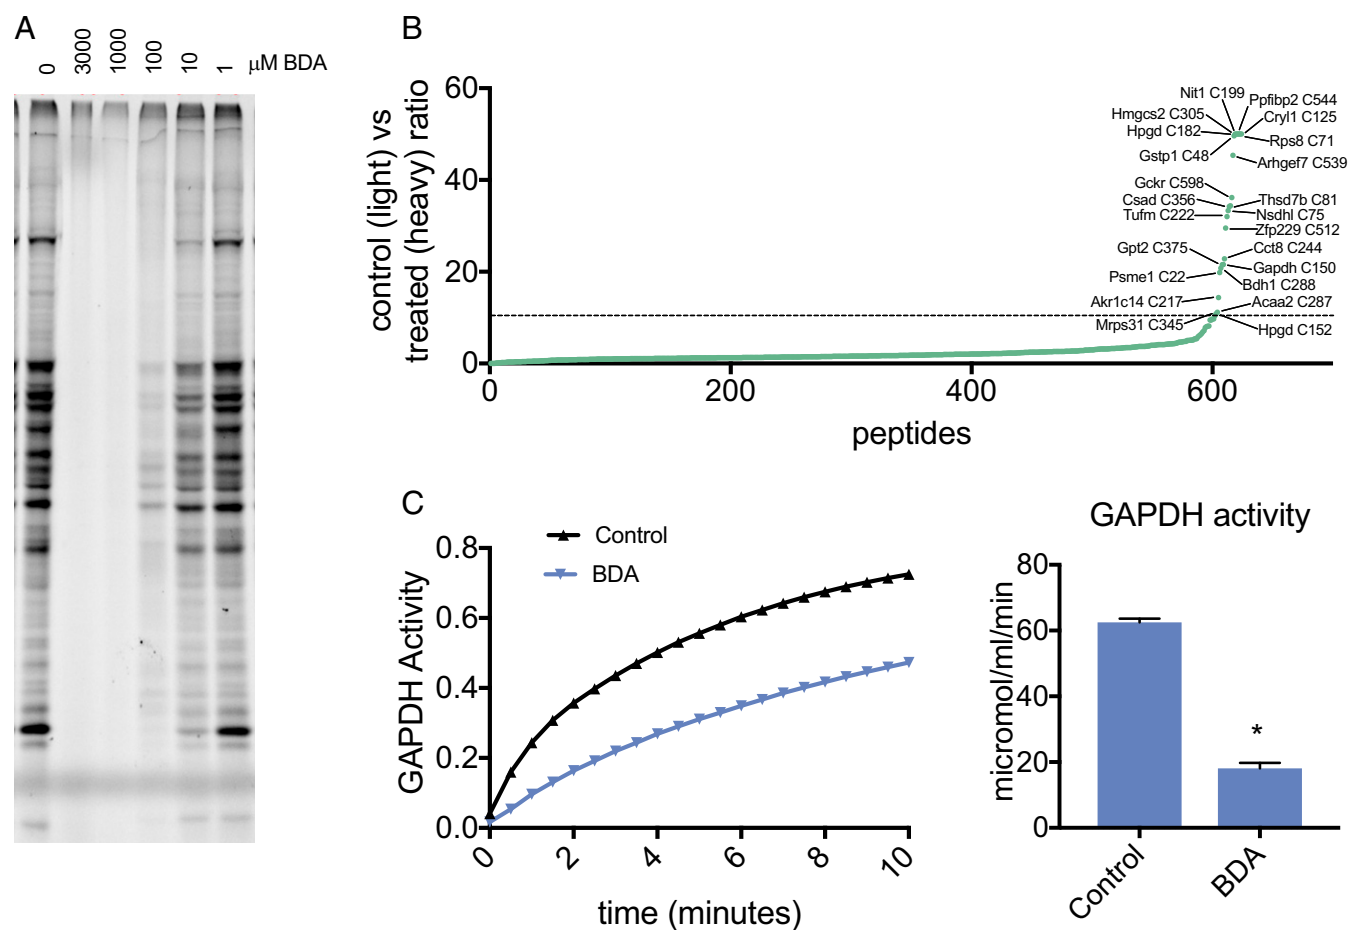 A
0
3000
1000
100
10
1
μM BDA
B
control (light) vs
treated (heavy) ratio
60
40
20
0
0
200
400
600
peptides
Nit1 C199
Ppfibp2 C544
Hmgcs2 C305
Cryl1 C125
Hpgd C182
Rps8 C71
Gstp1 C48
Arhgef7 C539
Gckr C598
Csad C356
Thsd7b C81
Tufm C222
Nsdhl C75
Zfp229 C512
Gpt2 C375
Cct8 C244
Gapdh C150
Psme1 C22
Bdh1 C288
Akr1c14 C217
Acaa2 C287
Mrps31 C345
Hpgd C152
C
Control
BDA
GAPDH Activity
0.8
0.6
0.4
0.2
0.0
0
2
4
6
8
10
time (minutes)
GAPDH activity
micromol/ml/min
80
60
40
20
0
*
Control
BDA